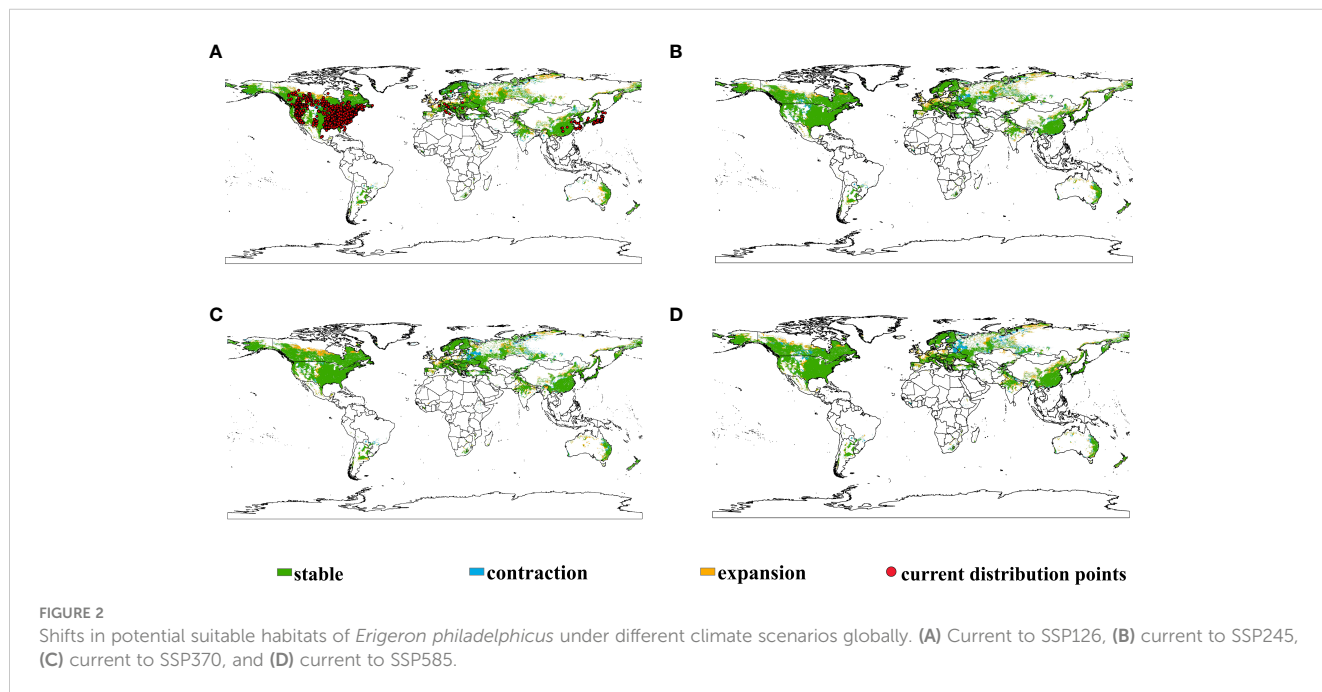 A
B
C
D
stable
contraction
expansion
current distribution points
FIGURE 2
Shifts in potential suitable habitats of Erigeron philadelphicus under different climate scenarios globally. (A) Current to SSP126, (B) current to SSP245,
(C) current to SSP370, and (D) current to SSP585.